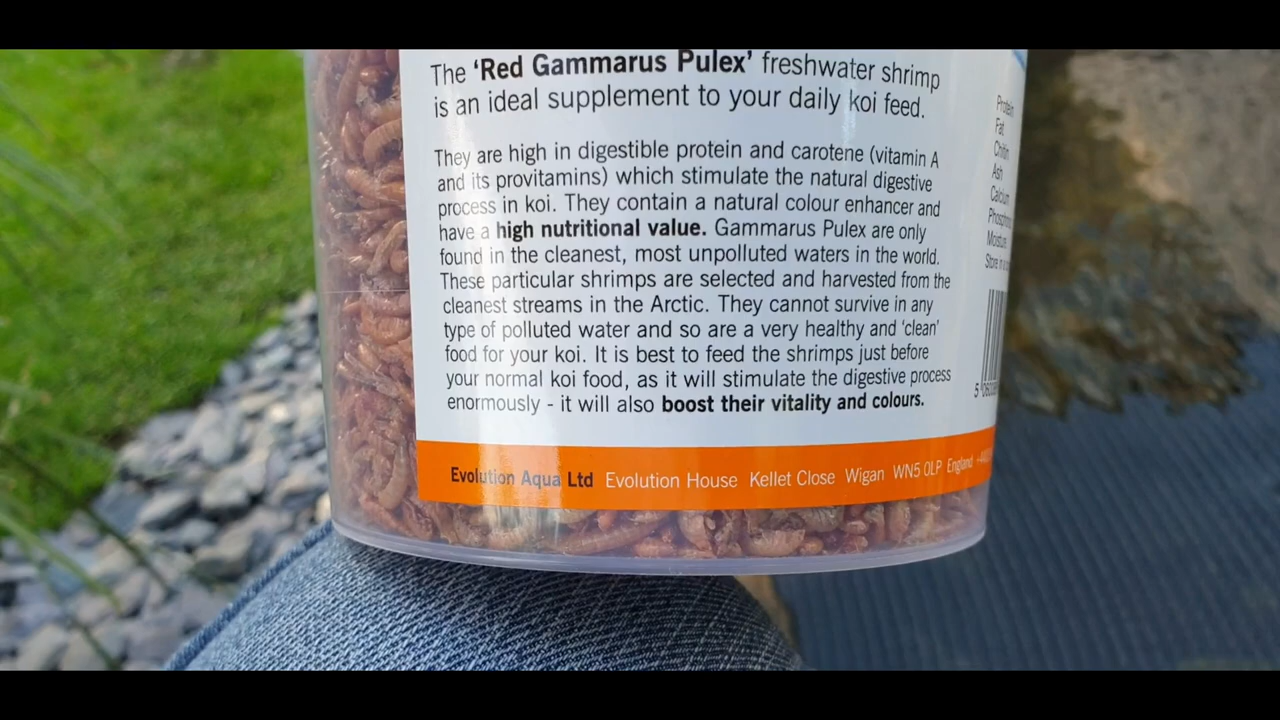 The 'Red Gammarus Pulex' freshwater shrimp
is an ideal supplement to your daily koi feed.
They are high in digestible protein and carotene (vitamin A
and its provitamins) which stimulate the natural digestive
process in koi. They contain a natural colour enhancer and
have a high nutritional value. Gammarus Pulex are only
found in the cleanest, most unpolluted waters in the world.
These particular shrimps are selected and harvested from the
cleanest streams in the Arctic. They cannot survive in any
type of polluted water and so are a very healthy and 'clean'
food for your koi. It is best to feed the shrimps just before
your normal koi food, as it will stimulate the digestive process
enormously - it will also boost their vitality and colours.
Evolution Aqua Ltd Evolution House Kellet Close Wigan WN5 0LP England
Protein
Fat
Chitin
Ash
Calcium
Moisture
Store in